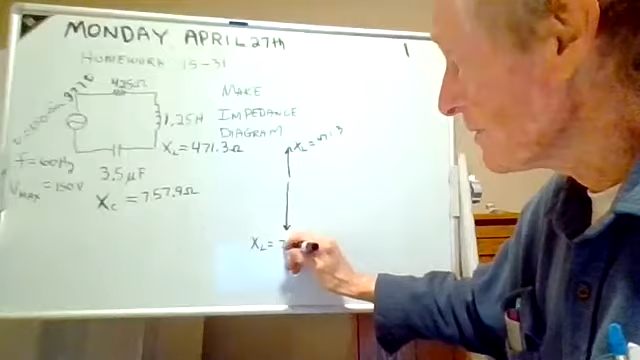 MONDAY APRIL 27th
1
HOMEWORK 15-31
425Ω
MAKE
IMPEDANCE
DIAGRAM
1.25H
XL=471.3Ω
XL=471.3
f=60Hz
3.5µF
VMAX=150V
XC=757.9Ω
XL=7